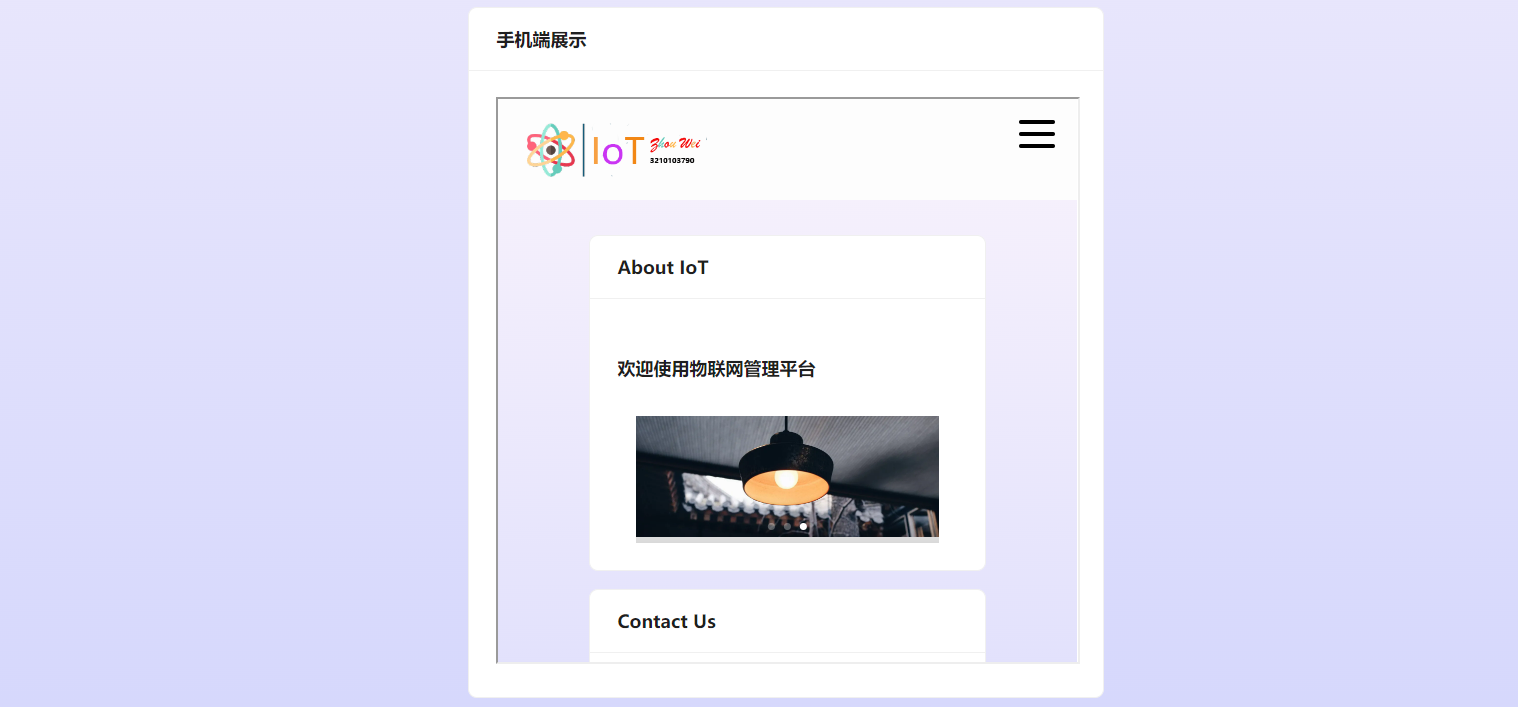 手机端展示
IoT
Zhou Wei
3210103790
About IoT
欢迎使用物联网管理平台
Contact Us